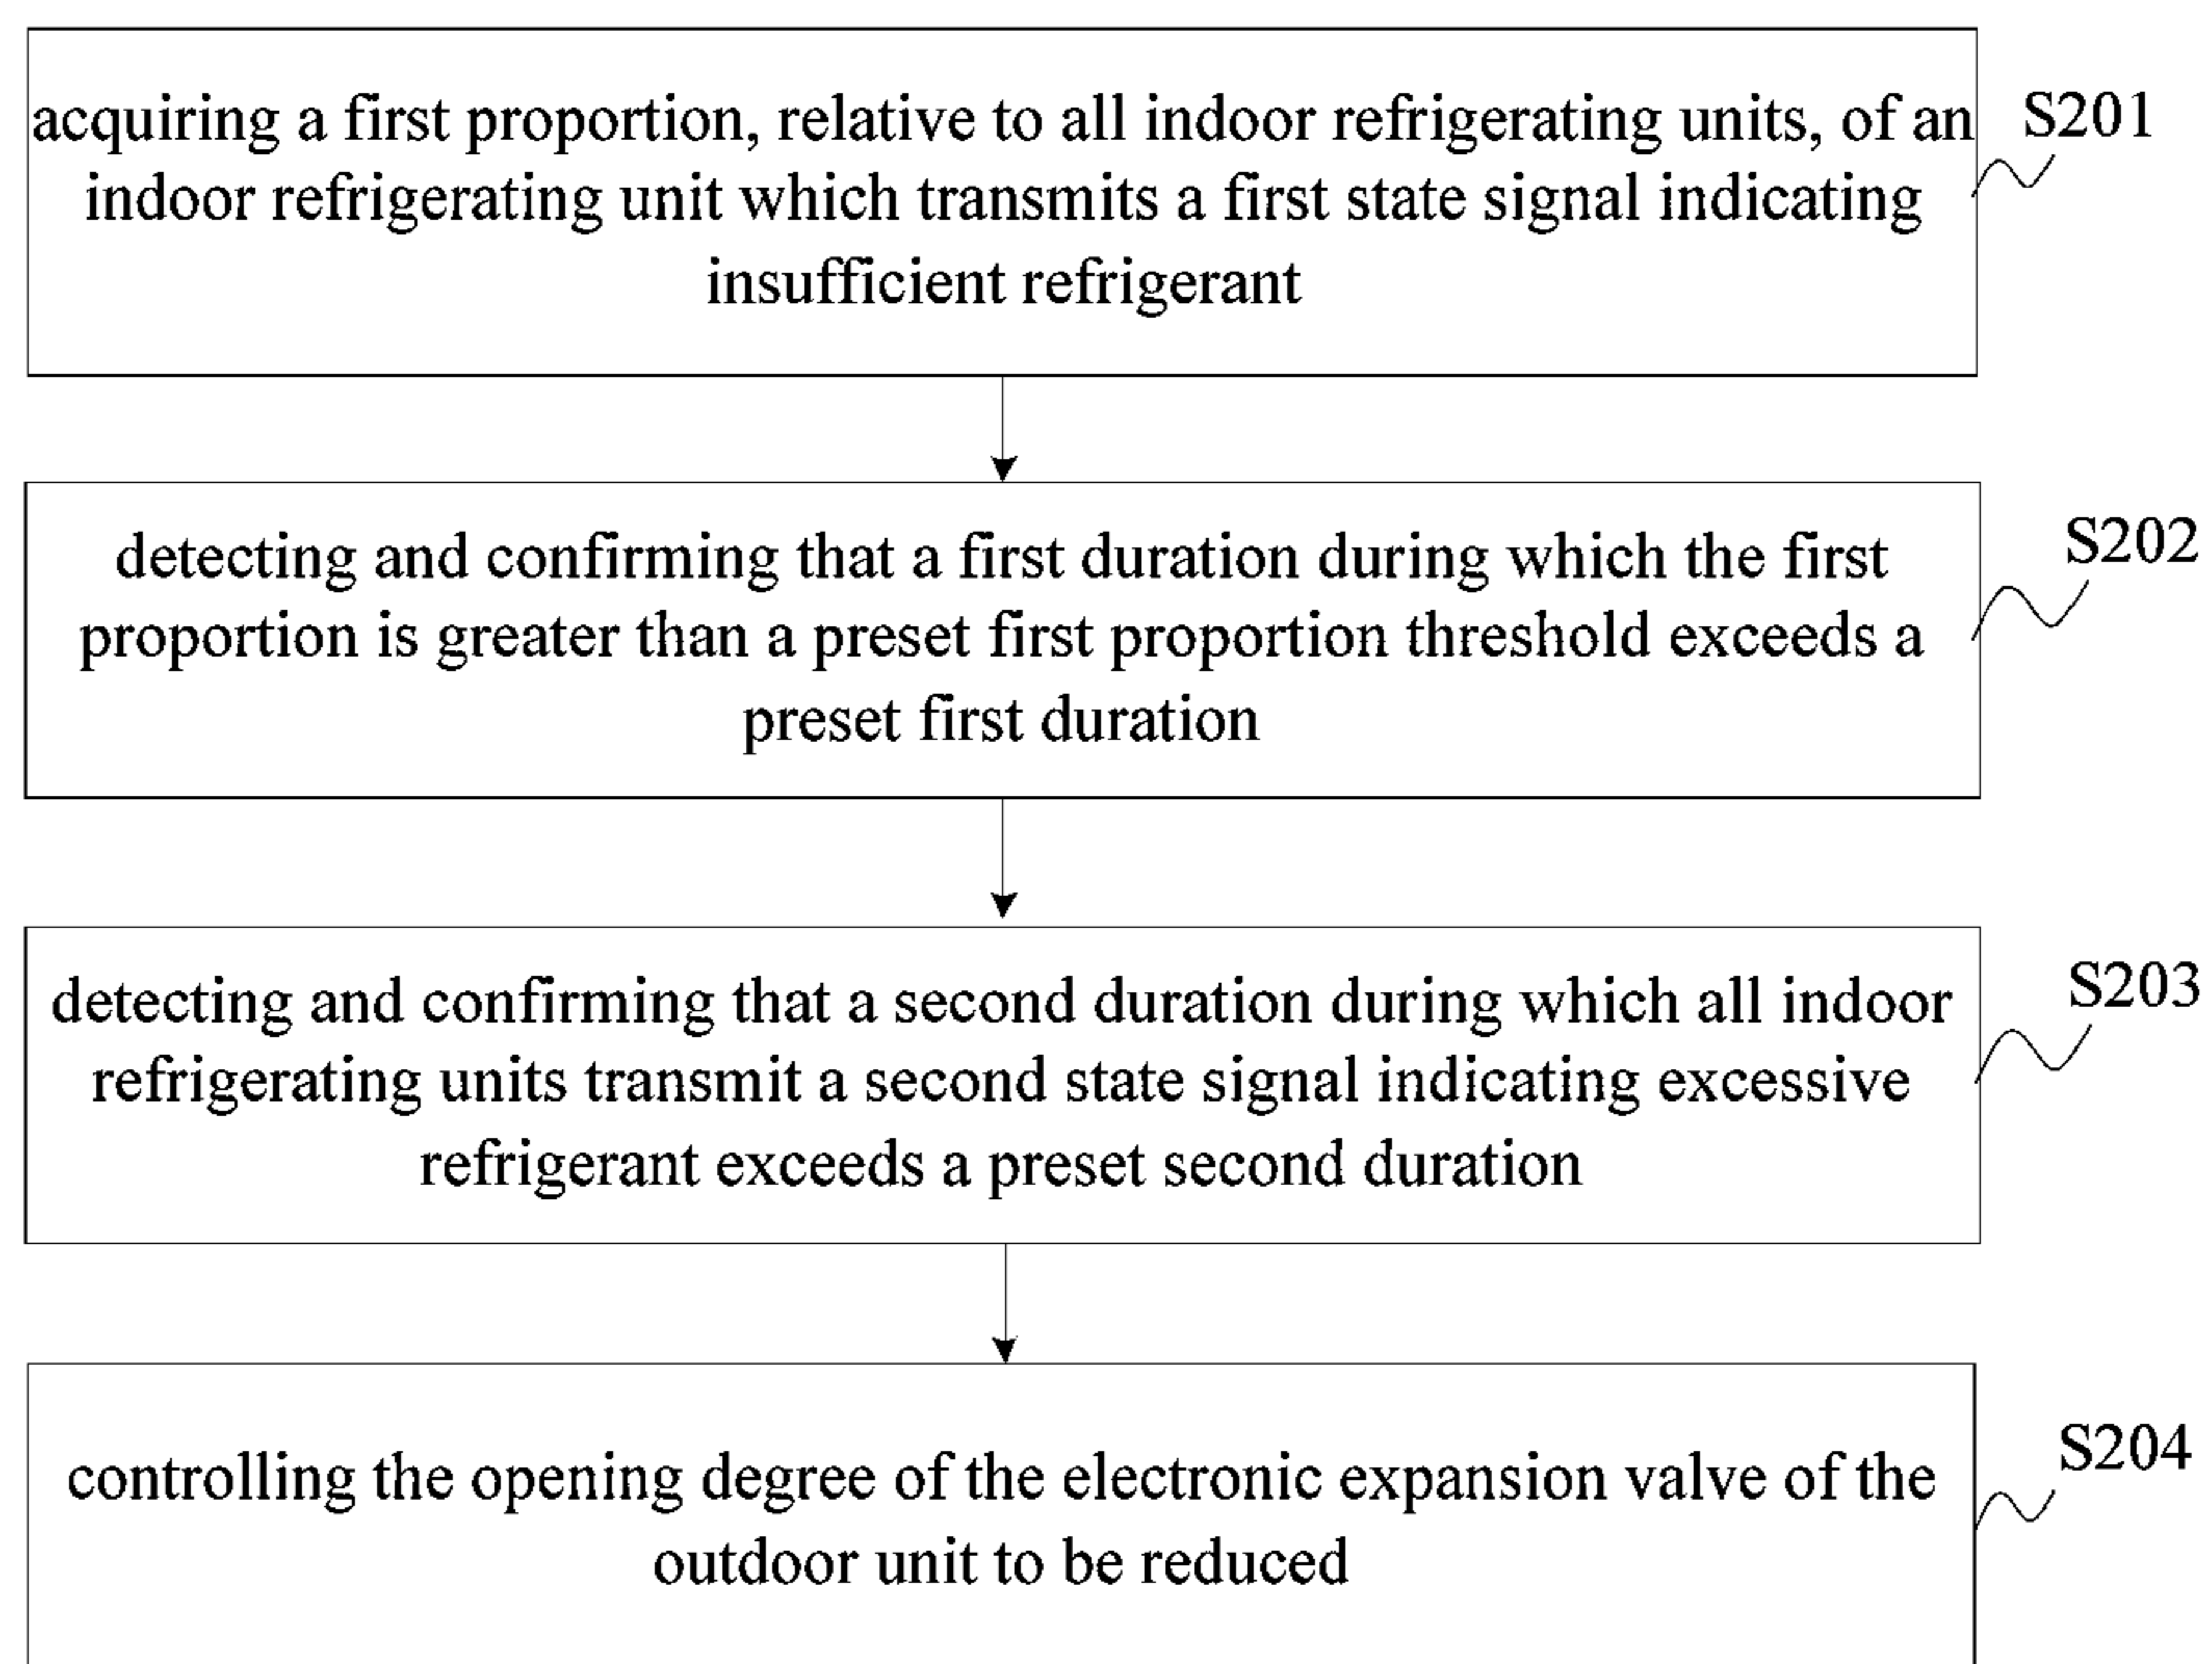 acquiring a first proportion, relative to all indoor refrigerating units, of an
indoor refrigerating unit which transmits a first state signal indicating
insufficient refrigerant
S201
detecting and confirming that a first duration during which the first
proportion is greater than a preset first proportion threshold exceeds a
preset first duration
S202
detecting and confirming that a second duration during which all indoor
refrigerating units transmit a second state signal indicating excessive
refrigerant exceeds a preset second duration
S203
controlling the opening degree of the electronic expansion valve of the
outdoor unit to be reduced
S204